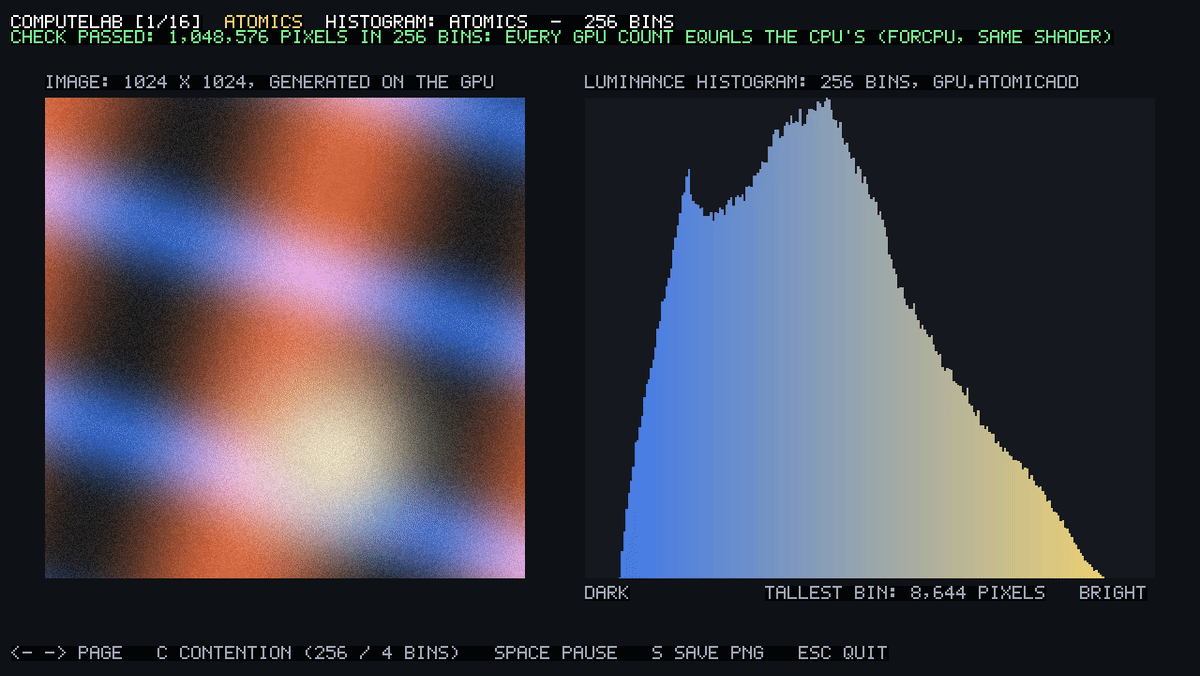 COMPUTELAB [1/16]  ATOMICS  HISTOGRAM: ATOMICS  -  256 BINS
CHECK PASSED: 1,048,576 PIXELS IN 256 BINS: EVERY GPU COUNT EQUALS THE CPU'S (FORCPU, SAME SHADER)
IMAGE: 1024 X 1024, GENERATED ON THE GPU
LUMINANCE HISTOGRAM: 256 BINS, GPU.ATOMICADD
DARK
TALLEST BIN: 8,644 PIXELS
BRIGHT
<- -> PAGE   C CONTENTION (256 / 4 BINS)   SPACE PAUSE   S SAVE PNG   ESC QUIT